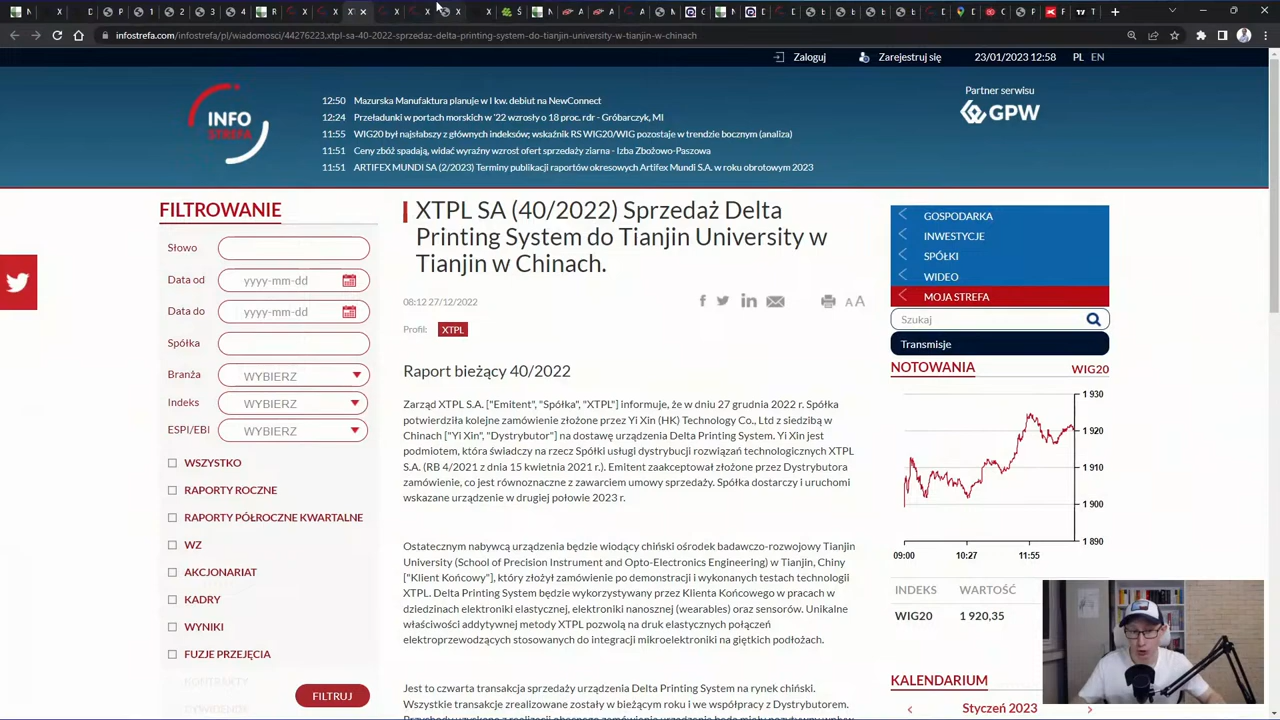 infostrefa.com/infostrefa/pl/wiadomosci/44276223,xtpl-sa-40-2022-sprzedaz-delta-printing-system-do-tianjin-university-w-tianjin-w-chinach
Zaloguj
Zarejestruj się
23/01/2023 12:58
PL EN
INFO
STREFA
12:50 Mazurska Manufaktura planuje w I kw. debiut na NewConnect
12:24 Przeładunki w portach morskich w '22 wzrosły o 18 proc. rdr - Gróbarczyk, MI
11:55 WIG20 był najsłabszy z głównych indeksów; wskaźnik RS WIG20/WIG pozostaje w trendzie bocznym (analiza)
11:51 Ceny zbóż spadają, widać wyraźny wzrost ofert sprzedaży ziarna - Izba Zbożowo-Paszowa
11:51 ARTIFEX MUNDI SA (2/2023) Terminy publikacji raportów okresowych Artifex Mundi S.A. w roku obrotowym 2023
Partner serwisu
GPW
FILTROWANIE
Słowo
Data od yyyy-mm-dd
Data do yyyy-mm-dd
Spółka
Branża WYBIERZ
Indeks WYBIERZ
ESPI/EBI WYBIERZ
WSZYSTKO
RAPORTY ROCZNE
RAPORTY PÓŁROCZNE KWARTALNE
WZ
AKCJONARIAT
KADRY
WYNIKI
FUZJE PRZEJĘCIA
KONTRAKTY
DYWIDENDY
FILTRUJ
XTPL SA (40/2022) Sprzedaż Delta
Printing System do Tianjin University w
Tianjin w Chinach.
08:12 27/12/2022
A A
Profil: XTPL
Raport bieżący 40/2022
Zarząd XTPL S.A. ["Emitent", "Spółka", "XTPL"] informuje, że w dniu 27 grudnia 2022 r. Spółka
potwierdziła kolejne zamówienie złożone przez Yi Xin (HK) Technology Co., Ltd z siedzibą w
Chinach ["Yi Xin", "Dystrybutor"] na dostawę urządzenia Delta Printing System. Yi Xin jest
podmiotem, która świadczy na rzecz Spółki usługi dystrybucji rozwiązań technologicznych XTPL
S.A. (RB 4/2021 z dnia 15 kwietnia 2021 r.). Emitent zaakceptował złożone przez Dystrybutora
zamówienie, co jest równoznaczne z zawarciem umowy sprzedaży. Spółka dostarczy i uruchomi
wskazane urządzenie w drugiej połowie 2023 r.
Ostatecznym nabywcą urządzenia będzie wiodący chiński ośrodek badawczo-rozwojowy Tianjin
University (School of Precision Instrument and Opto-Electronics Engineering) w Tianjin, Chiny
["Klient Końcowy"], który złożył zamówienie po demonstracji i wykonanych testach technologii
XTPL. Delta Printing System będzie wykorzystywany przez Klienta Końcowego w pracach w
dziedzinach elektroniki elastycznej, elektroniki nanosznej (wearables) oraz sensorów. Unikalne
właściwości addytywnej metody XTPL pozwolą na druk elastycznych połączeń
elektroprzewodzących stosowanych do integracji mikroelektroniki na giętkich podłożach.
Jest to czwarta transakcja sprzedaży urządzenia Delta Printing System na rynek chiński.
Wszystkie transakcje zrealizowane zostały w bieżącym roku i we współpracy z Dystrybutorem.
GOSPODARKA
INWESTYCJE
SPÓŁKI
WIDEO
MOJA STREFA
Szukaj
Transmisje
NOTOWANIA WIG20
1 930
1 920
1 910
1 900
1 890
09:00 10:27 11:55
INDEKS WARTOŚĆ
WIG20 1 920,35
KALENDARIUM
Styczeń 2023